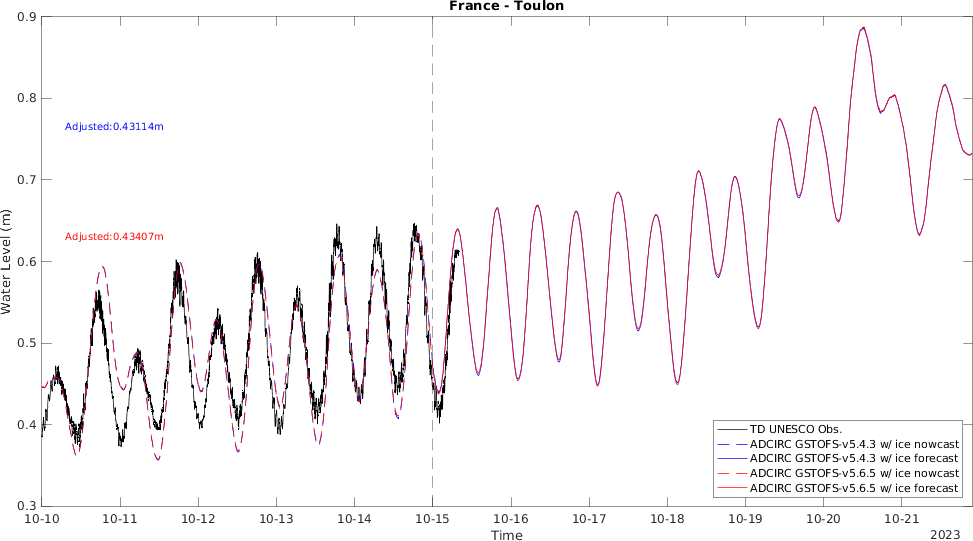 France - Toulon
0.9
0.8
0.7
0.6
0.5
0.4
0.3
Water Level (m)
Adjusted:0.43114m
Adjusted:0.43407m
TD UNESCO Obs.
ADCIRC GSTOFS-v5.4.3 w/ ice nowcast
ADCIRC GSTOFS-v5.4.3 w/ ice forecast
ADCIRC GSTOFS-v5.6.5 w/ ice nowcast
ADCIRC GSTOFS-v5.6.5 w/ ice forecast
10-10 10-11 10-12 10-13 10-14 10-15 10-16 10-17 10-18 10-19 10-20 10-21
Time
2023